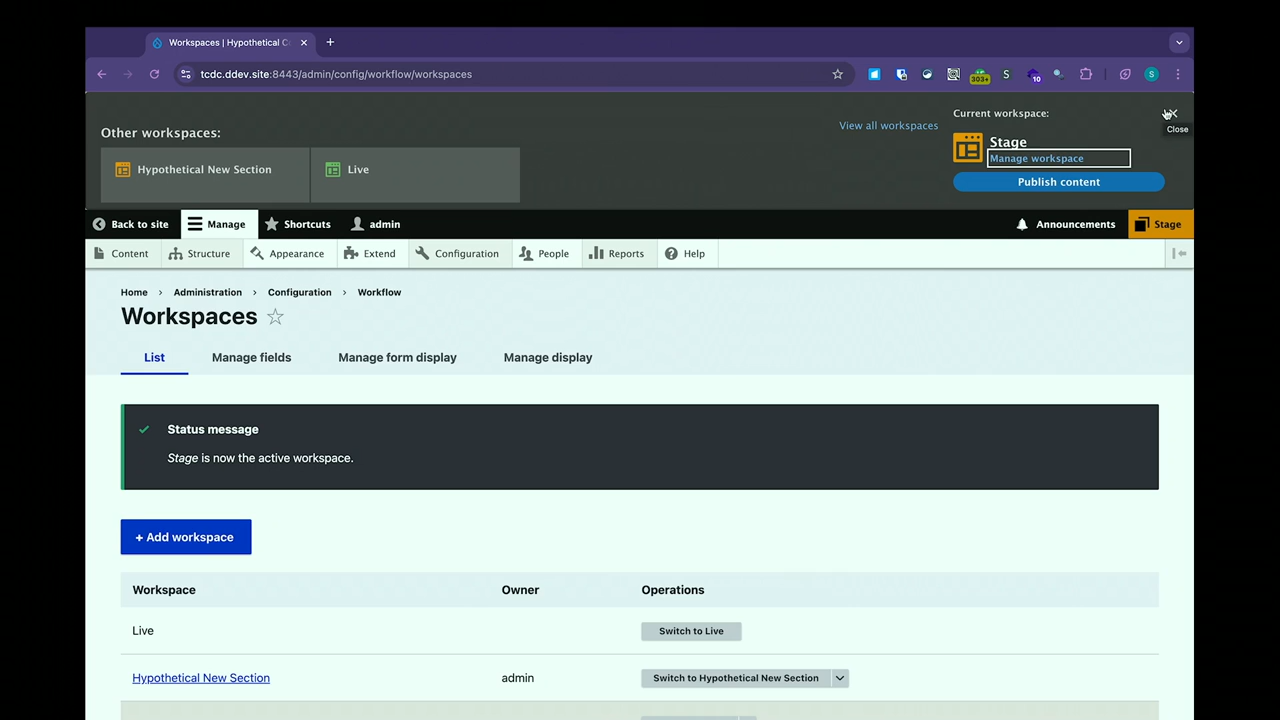 Workspaces | Hypothetical C
tcdc.ddev.site:8443/admin/config/workflow/workspaces
303+
S
10
S
Current workspace:
Close
Other workspaces:
View all workspaces
Stage
Manage workspace
Hypothetical New Section
Live
Publish content
Back to site
Manage
Shortcuts
admin
Announcements
Stage
Content
Structure
Appearance
Extend
Configuration
People
Reports
Help
Home > Administration > Configuration > Workflow
Workspaces
List
Manage fields
Manage form display
Manage display
Status message
Stage is now the active workspace.
+ Add workspace
Workspace Owner Operations
Live Switch to Live
Hypothetical New Section admin Switch to Hypothetical New Section